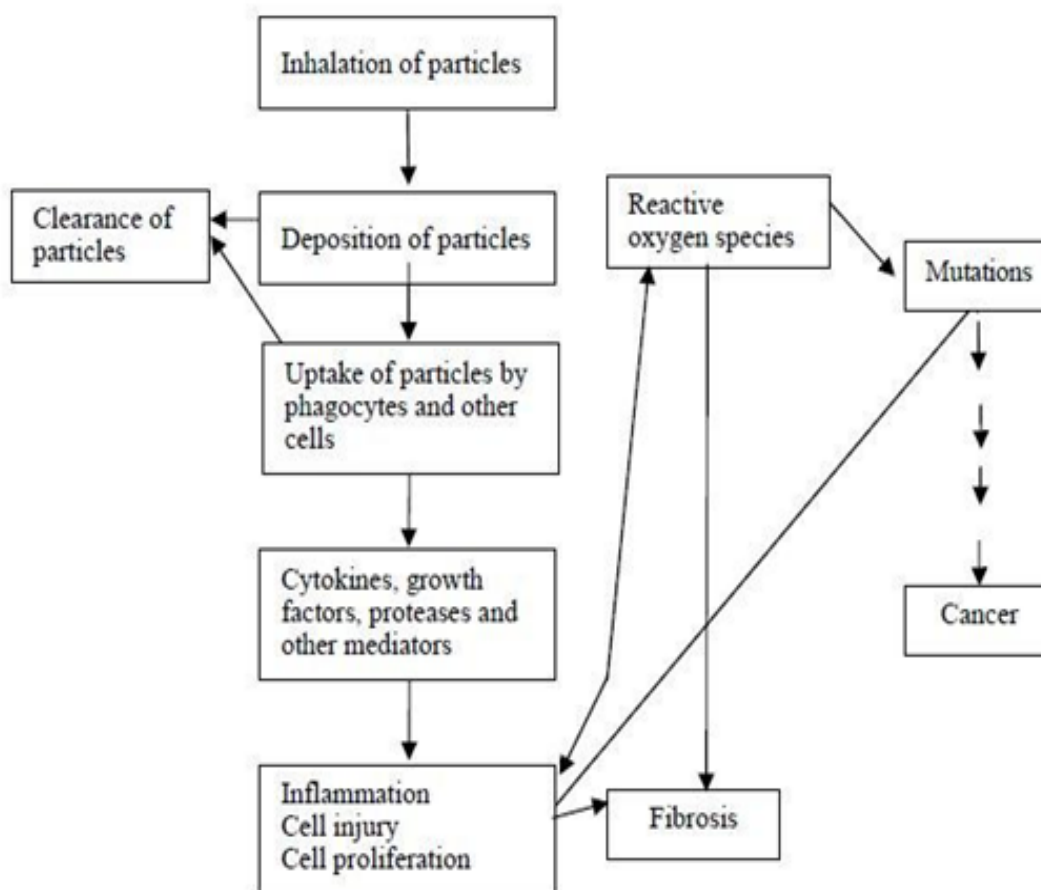 Inhalation of particles
Clearance of
particles
Deposition of particles
Reactive
oxygen species
Mutations
Uptake of particles by
phagocytes and other
cells
Cytokines, growth
factors, proteases and
other mediators
Cancer
Inflammation
Cell injury
Cell proliferation
Fibrosis